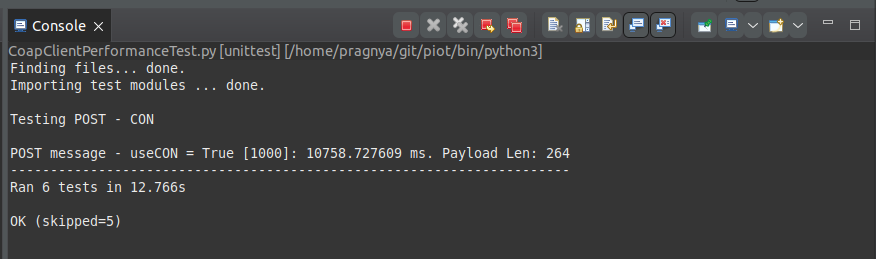 Console
CoapClientPerformanceTest.py [unittest] [/home/pragnya/git/piot/bin/python3]
Finding files... done.
Importing test modules ... done.
Testing POST - CON
POST message - useCON = True [1000]: 10758.727609 ms. Payload Len: 264
----------------------------------------------------------------------
Ran 6 tests in 12.766s
OK (skipped=5)